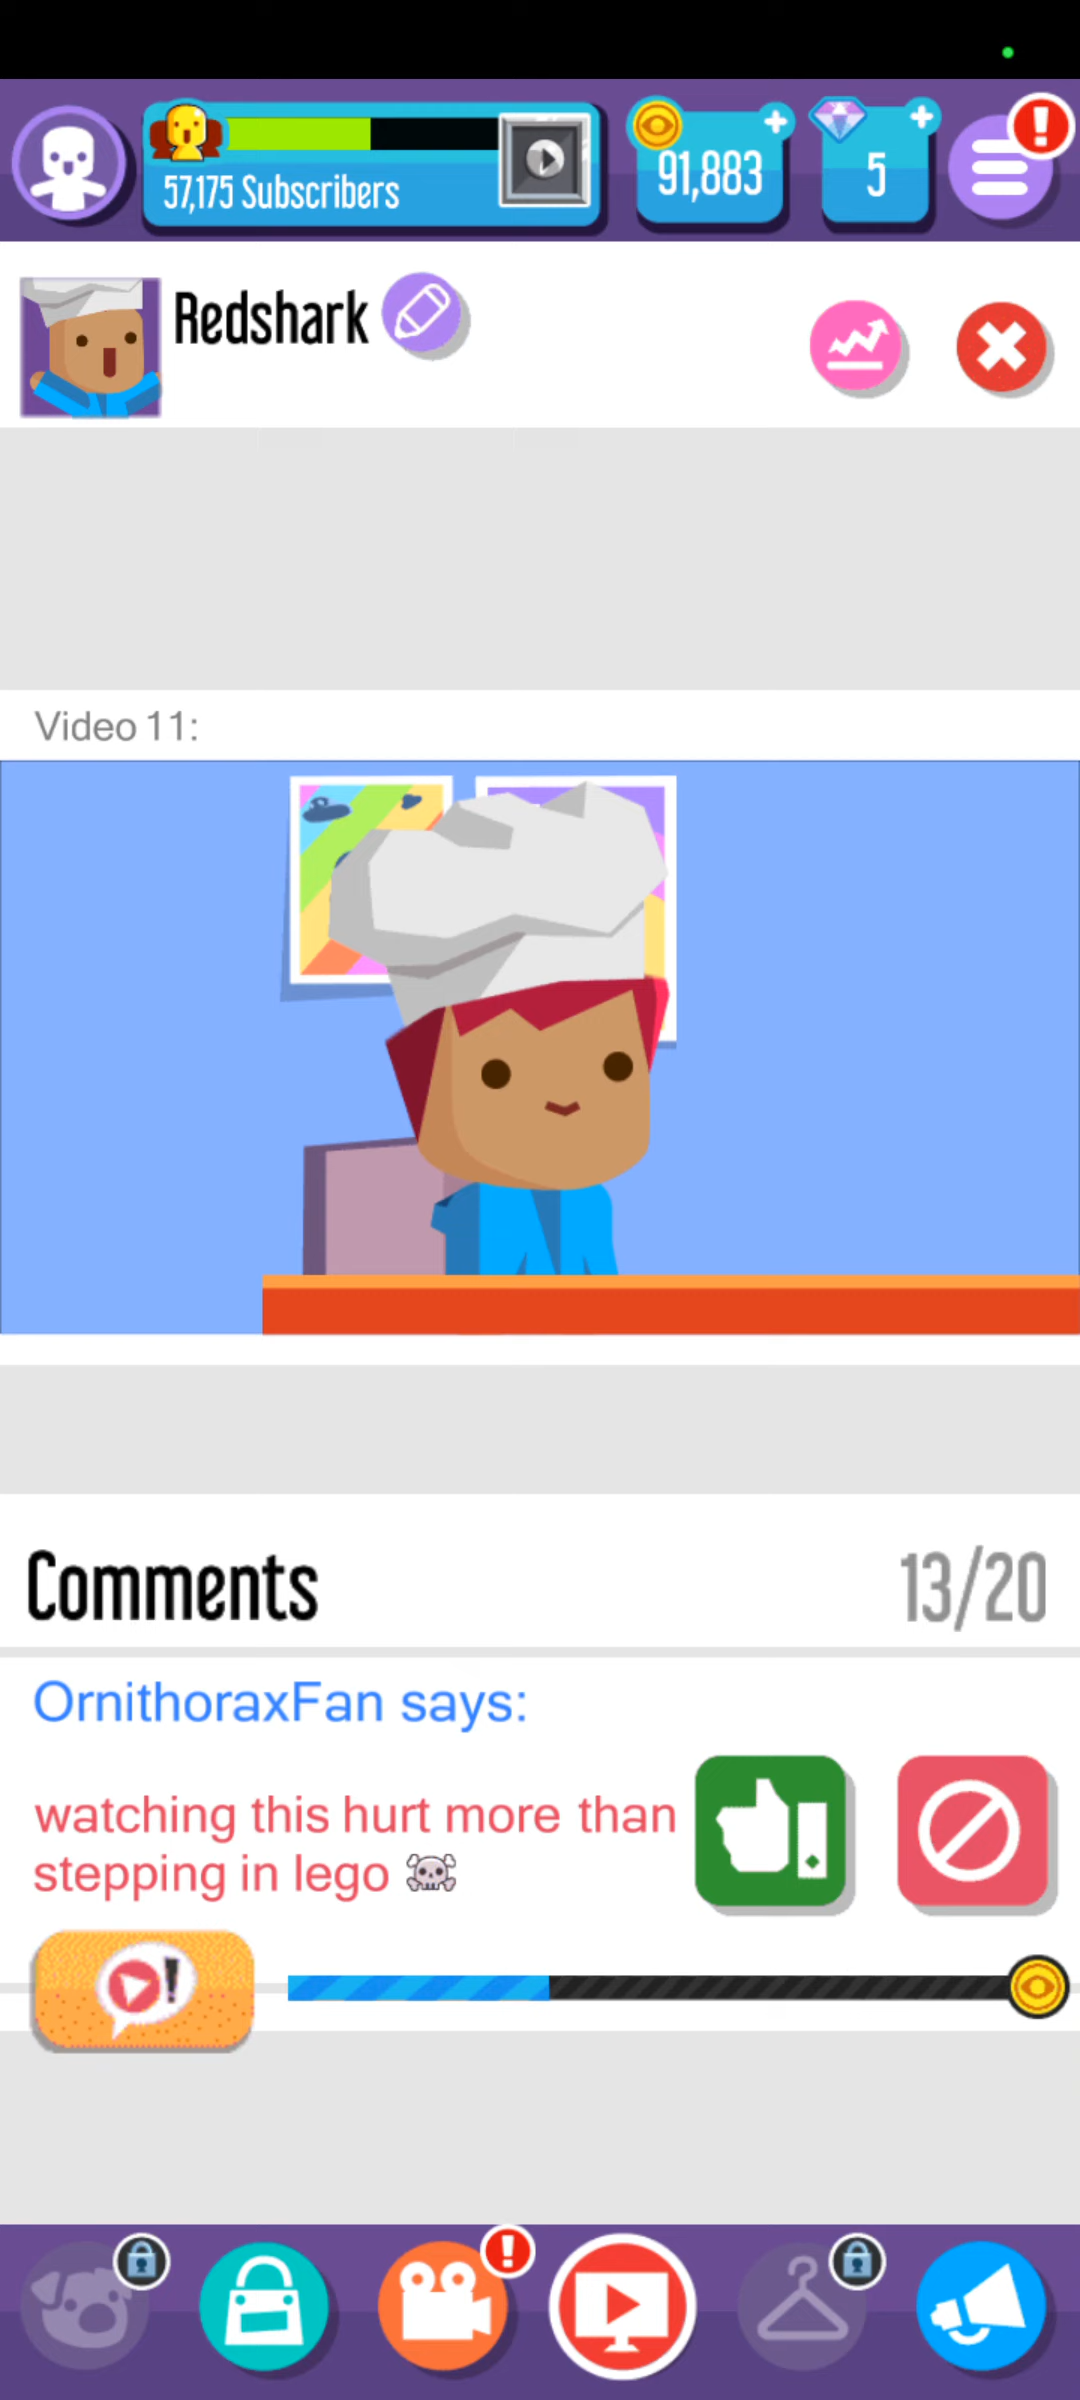 57,175 Subscribers
91,883
5
Redshark
Video 11:
Comments
13/20
OrnithoraxFan says:
watching this hurt more than
stepping in lego ☠️